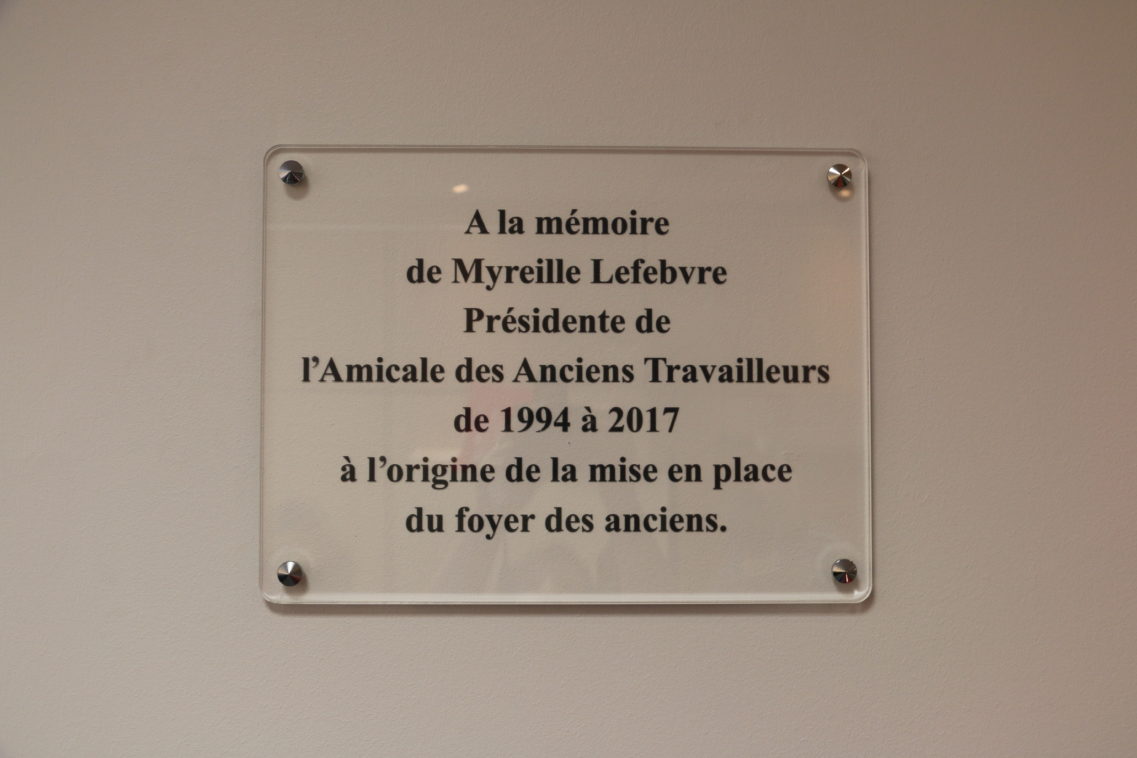 A la mémoire
de Myreille Lefebvre
Présidente de
l’Amicale des Anciens Travailleurs
de 1994 à 2017
à l’origine de la mise en place
du foyer des anciens.